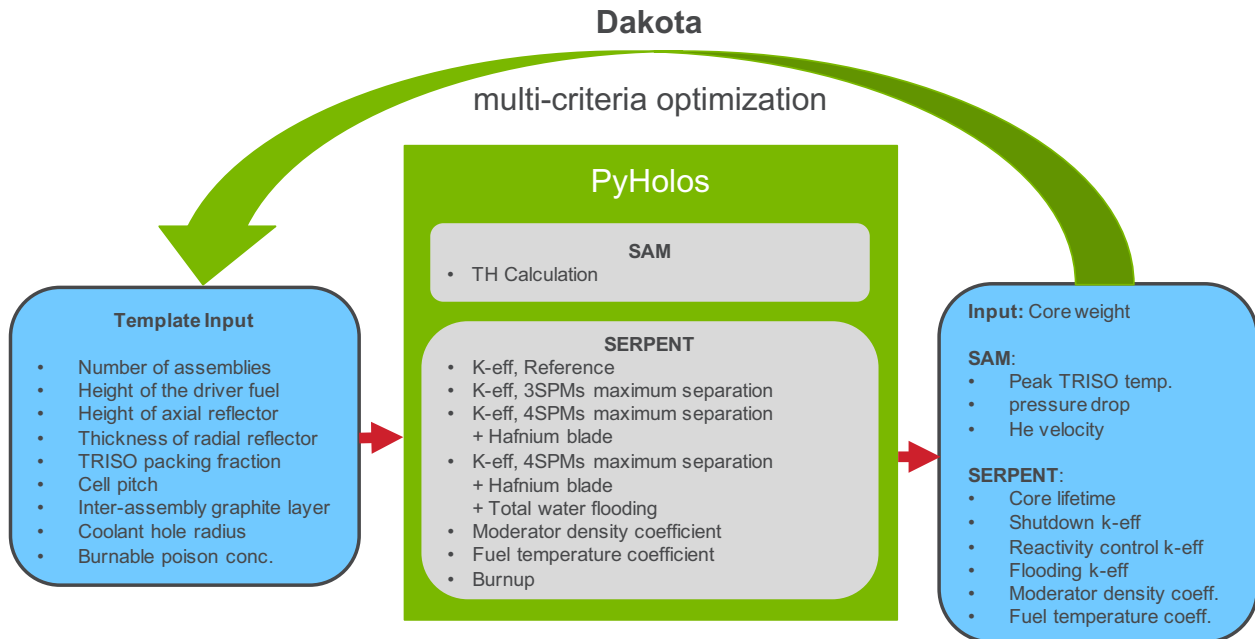 Dakota
multi-criteria optimization
PyHolos
SAM
• TH Calculation
SERPENT
• K-eff, Reference
• K-eff, 3SPMs maximum separation
• K-eff, 4SPMs maximum separation
+ Hafnium blade
• K-eff, 4SPMs maximum separation
+ Hafnium blade
+ Total water flooding
• Moderator density coefficient
• Fuel temperature coefficient
• Burnup
Template Input
• Number of assemblies
• Height of the driver fuel
• Height of axial reflector
• Thickness of radial reflector
• TRISO packing fraction
• Cell pitch
• Inter-assembly graphite layer
• Coolant hole radius
• Burnable poison conc.
Input: Core weight
SAM:
• Peak TRISO temp.
• pressure drop
• He velocity
SERPENT:
• Core lifetime
• Shutdown k-eff
• Reactivity control k-eff
• Flooding k-eff
• Moderator density coeff.
• Fuel temperature coeff.